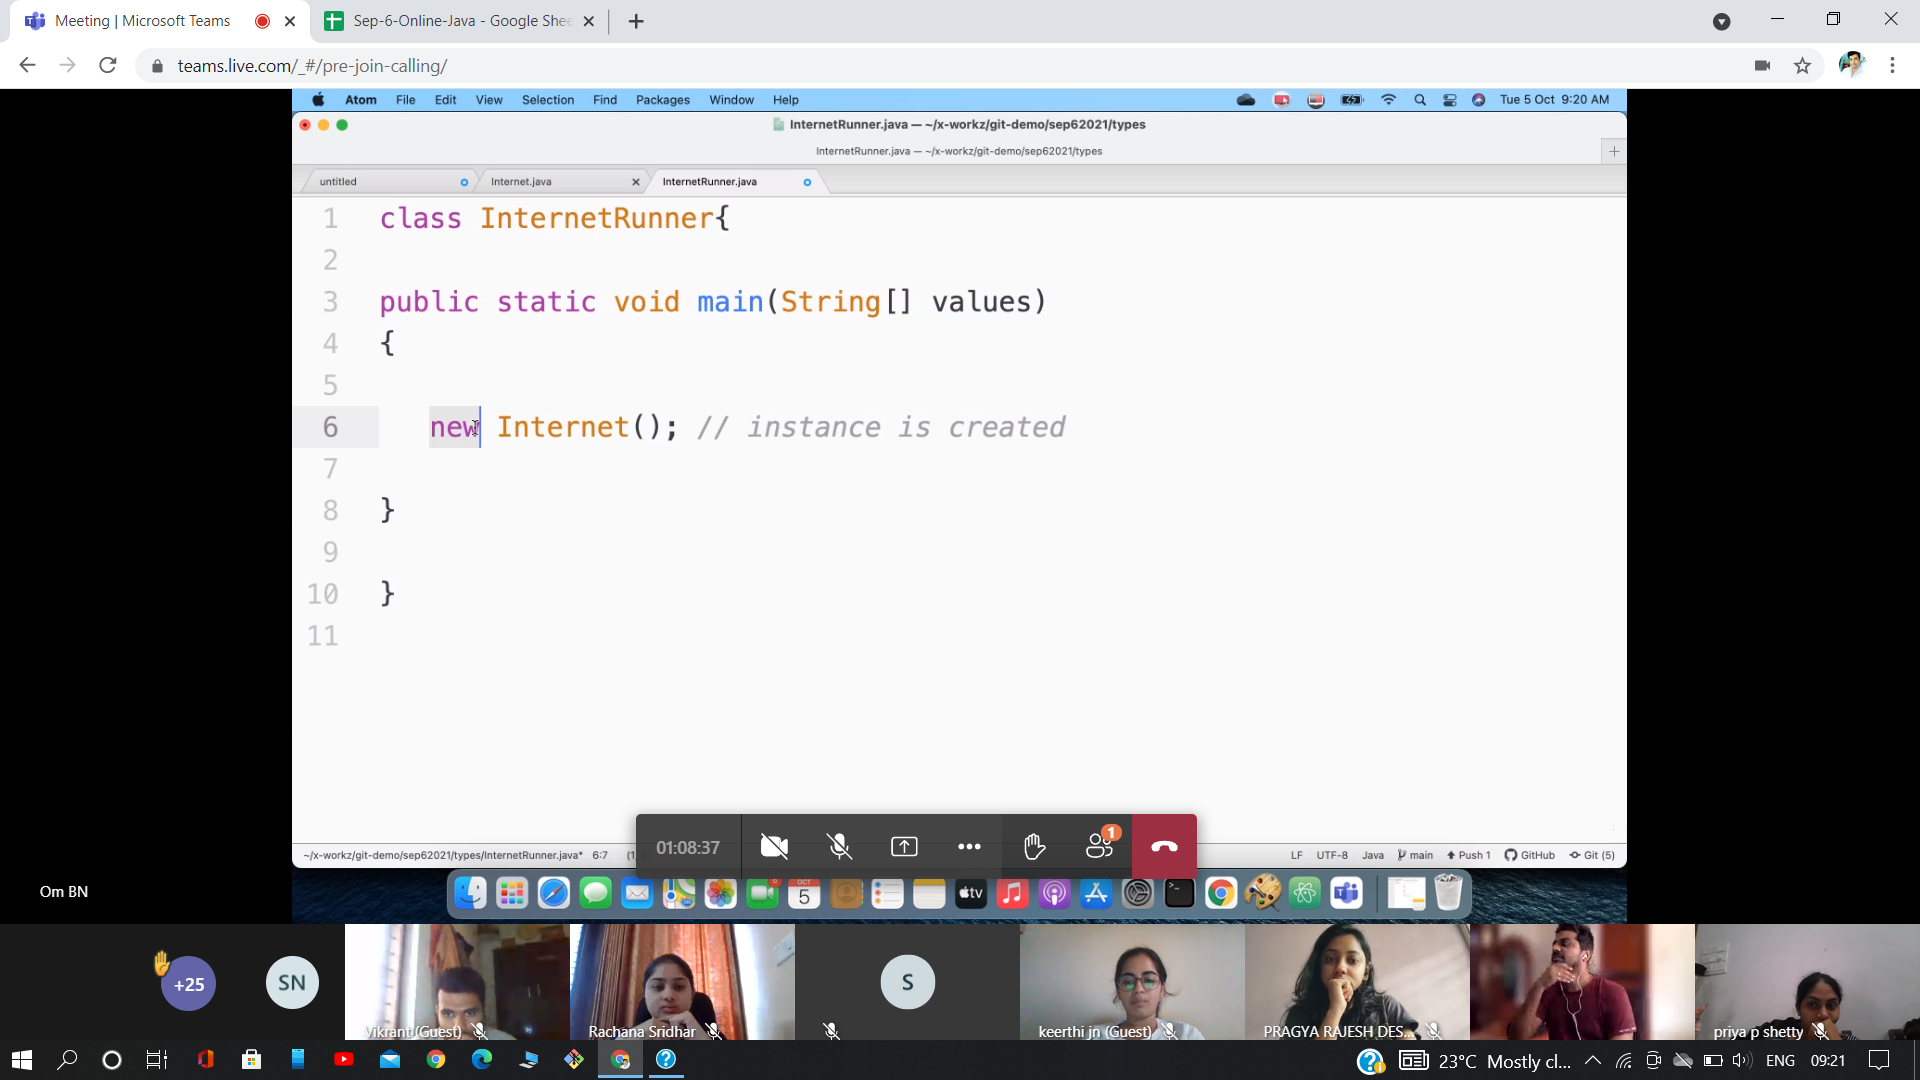 Meeting | Microsoft Teams
Sep-6-Online-Java - Google Shee
teams.live.com/_#/pre-join-calling/
Atom File Edit View Selection Find Packages Window Help Tue 5 Oct 9:20 AM
InternetRunner.java — ~/x-workz/git-demo/sep62021/types
InternetRunner.java — ~/x-workz/git-demo/sep62021/types
untitled Internet.java InternetRunner.java
1 class InternetRunner{
2
3 public static void main(String[] values)
4 {
5
6 new Internet(); // instance is created
7
8 }
9
10 }
11
01:08:37 1
~/x-workz/git-demo/sep62021/types/InternetRunner.java* 6:7 (1, LF UTF-8 Java main Push 1 GitHub Git (5)
OCT
5
tv
Om BN
+25 SN S
Vikrant (Guest) Rachana Sridhar keerthi jn (Guest) PRAGYA RAJESH DES... priya p shetty
23°C Mostly cl... ENG 09:21